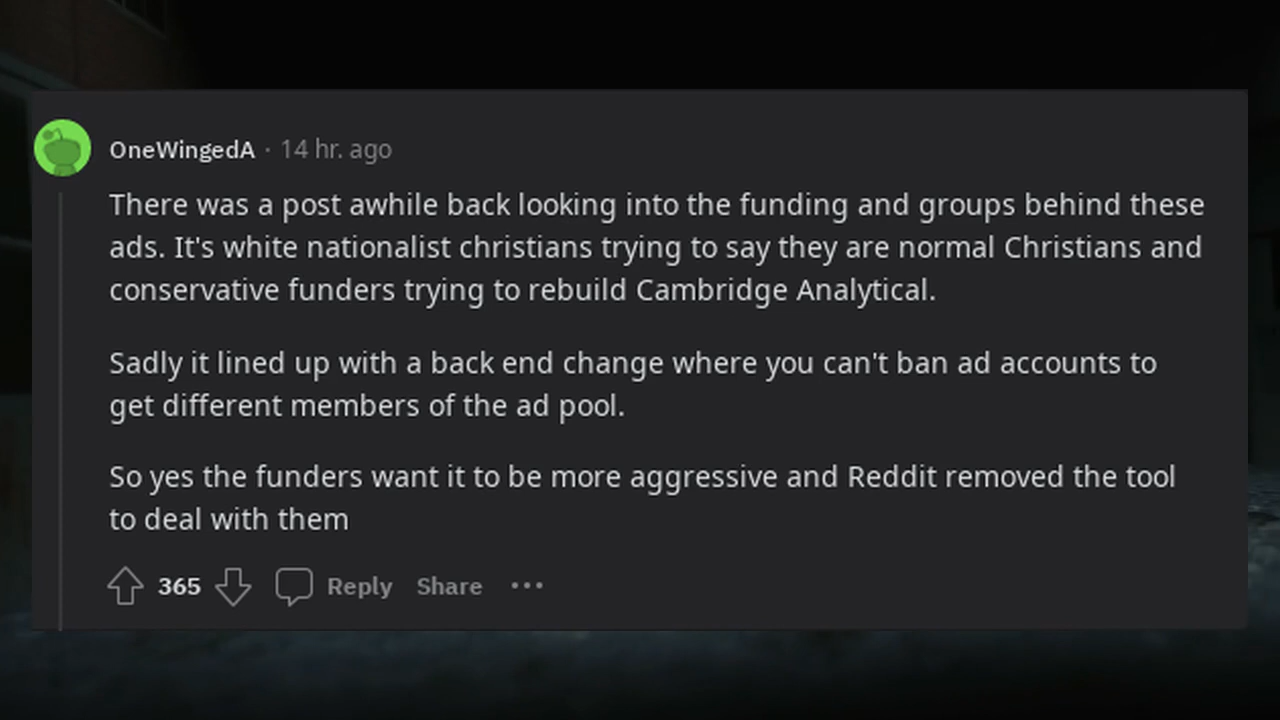 OneWingedA · 14 hr. ago
There was a post awhile back looking into the funding and groups behind these
ads. It's white nationalist christians trying to say they are normal Christians and
conservative funders trying to rebuild Cambridge Analytical.
Sadly it lined up with a back end change where you can't ban ad accounts to
get different members of the ad pool.
So yes the funders want it to be more aggressive and Reddit removed the tool
to deal with them
365 Reply Share ···